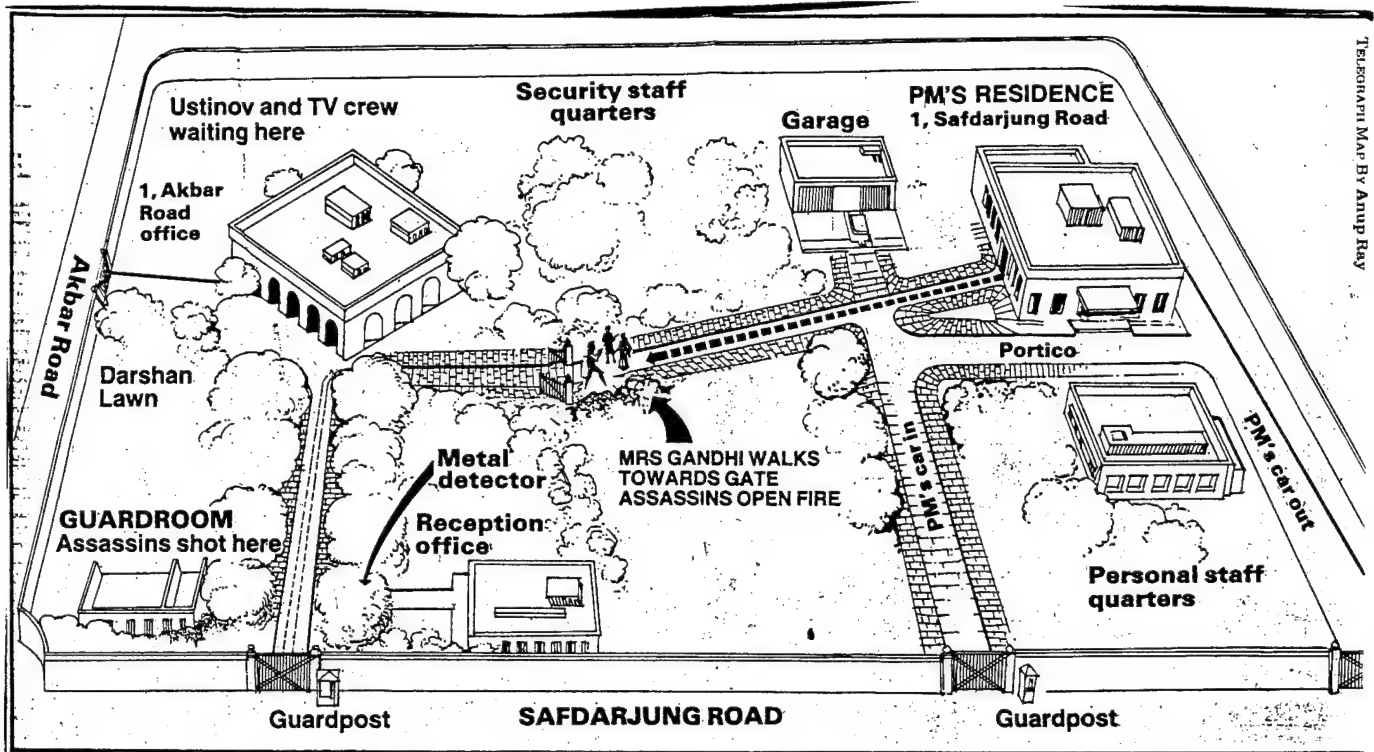 TELEGRAPH MAP BY ANUP RAY
Ustinov and TV crew
waiting here
Security staff
quarters
Garage
PM'S RESIDENCE
1, Safdarjung Road
1, Akbar
Road
office
Akbar Road
Darshan
Lawn
Portico
Metal
detector
MRS GANDHI WALKS
TOWARDS GATE
ASSASSINS OPEN FIRE
PM's car in
PM's car out
GUARDROOM
Assassins shot here
Reception
office
Personal staff
quarters
Guardpost
SAFDARJUNG ROAD
Guardpost